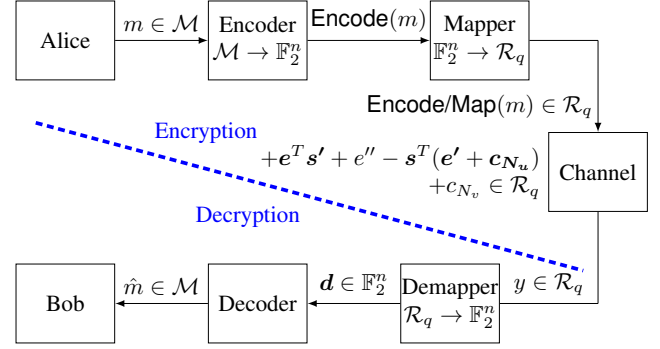 Alice
m ∈ ℳ
Encoder
ℳ → 𝔽₂ⁿ
Encode(m)
Mapper
𝔽₂ⁿ → ℛ_q
Encode/Map(m) ∈ ℛ_q
Encryption
+𝒆ᵀ𝒔′ + e″ − 𝒔ᵀ(𝒆′ + 𝒄_{𝑵_𝒖})
+c_{N_v} ∈ ℛ_q
Channel
Decryption
Bob
m̂ ∈ ℳ
Decoder
𝒅 ∈ 𝔽₂ⁿ
Demapper
ℛ_q → 𝔽₂ⁿ
y ∈ ℛ_q